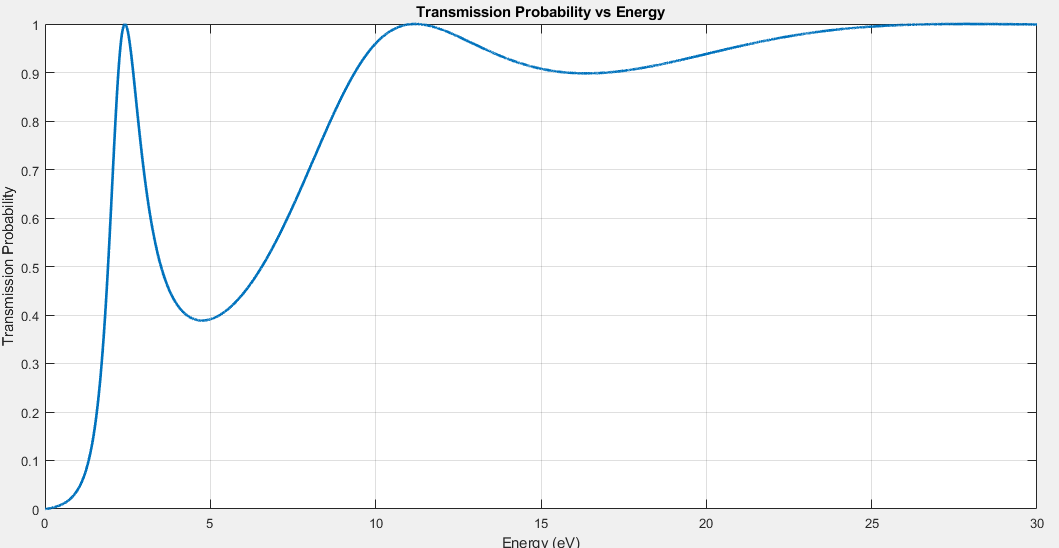 Transmission Probability vs Energy
1
0.9
0.8
0.7
0.6
0.5
0.4
0.3
0.2
0.1
0
Transmission Probability
0 5 10 15 20 25 30
Energy (eV)